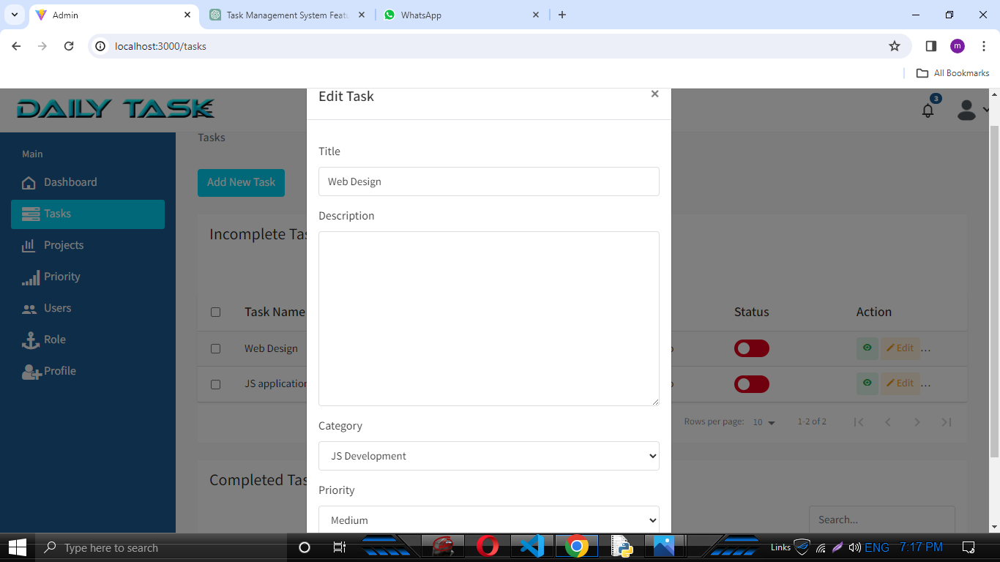 Admin
Task Management System Featu
WhatsApp
localhost:3000/tasks
m
All Bookmarks
DAILY TASK
3
Edit Task
×
Main
Dashboard
Tasks
Projects
Priority
Users
Role
Profile
Tasks
Add New Task
Incomplete Tas
Task Name
Status
Action
Web Design
Edit
...
JS application
Edit
...
Rows per page:
10
1-2 of 2
Completed Tas
Search...
Title
Web Design
Description
Category
JS Development
Priority
Medium
Type here to search
Links
ENG
7:17 PM